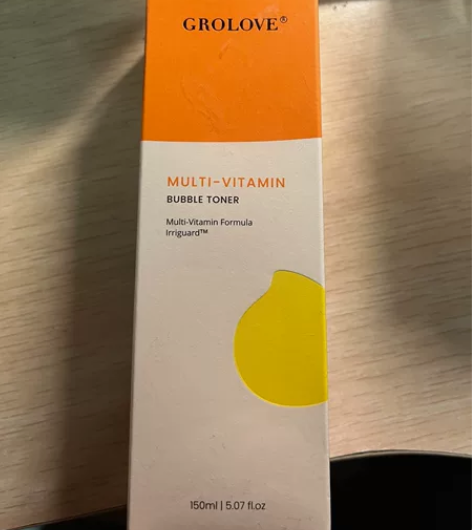 GROLOVE®
MULTI-VITAMIN
BUBBLE TONER
Multi-Vitamin Formula
Irriguard™
150ml | 5.07 fl.oz